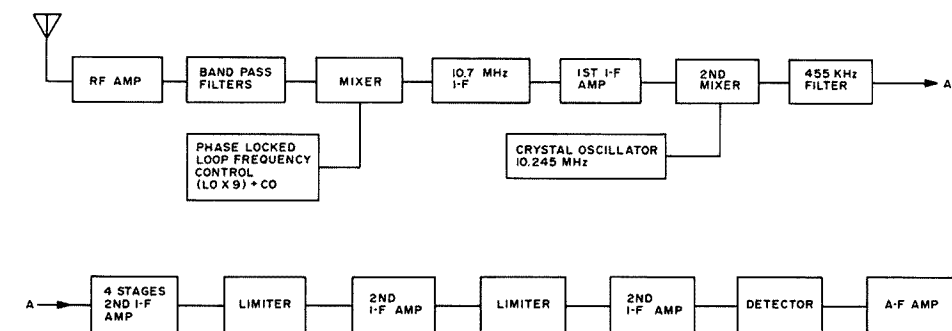 RF AMP
BAND PASS
FILTERS
MIXER
10.7 MHz
I-F
1ST I-F
AMP
2ND
MIXER
455 KHz
FILTER
A
PHASE LOCKED
LOOP FREQUENCY
CONTROL
(LO X 9) + CO
CRYSTAL OSCILLATOR
10.245 MHz
A
4 STAGES
2ND I-F
AMP
LIMITER
2ND
I-F AMP
LIMITER
2ND
I-F AMP
DETECTOR
A-F AMP